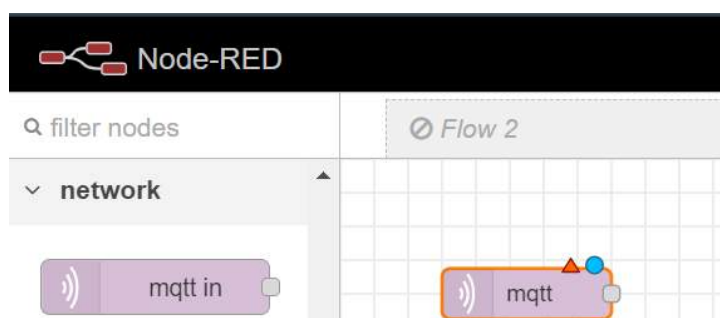 Node-RED
filter nodes
Flow 2
network
mqtt in
mqtt